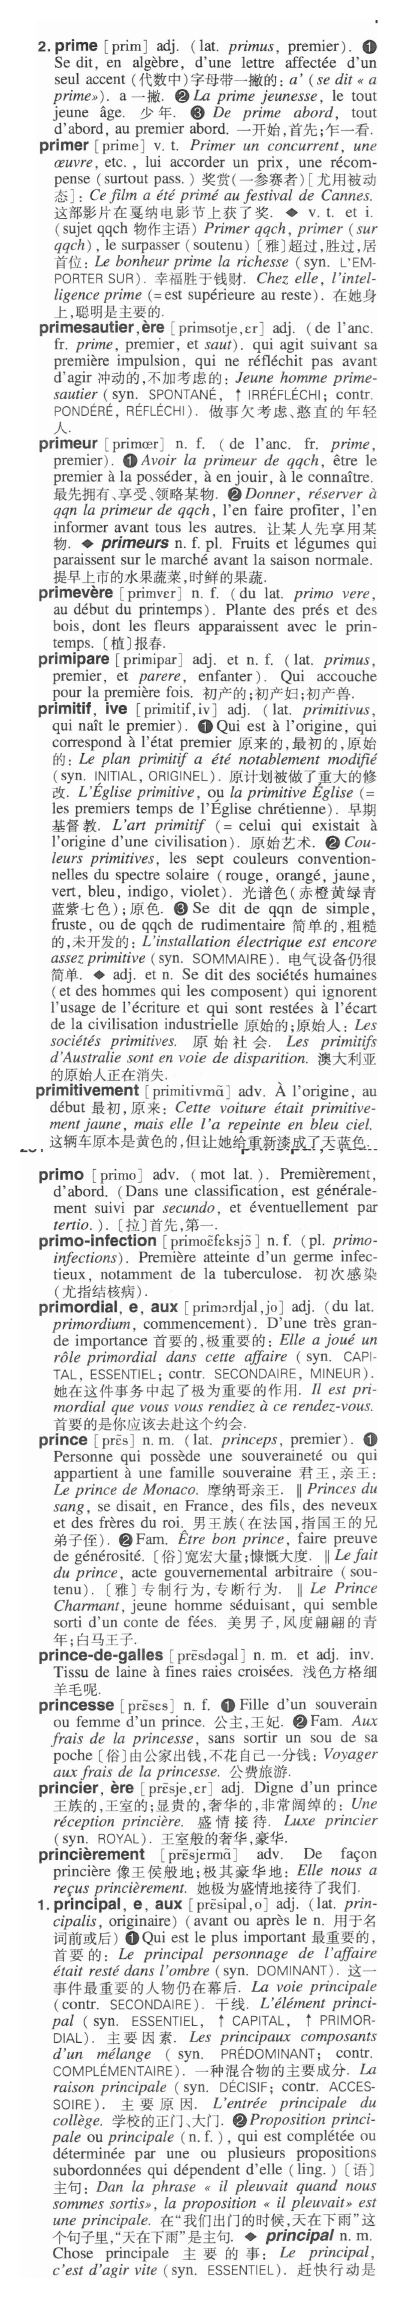 2. prime [prim] adj. (lat. primus, premier). ❶
Se dit, en algèbre, d'une lettre affectée d'un
seul accent (代数中)字母带一撇的: a' (se dit « a
prime»). a 一撇. ❷ La prime jeunesse, le tout
jeune âge. 少年. ❸ De prime abord, tout
d'abord, au premier abord. 一开始,首先;乍一看.
primer [prime] v. t. Primer un concurrent, une
œuvre, etc., lui accorder un prix, une récom-
pense (surtout pass.) 奖赏(一参赛者)[尤用被动
态]: Ce film a été primé au festival de Cannes.
这部影片在戛纳电影节上获了奖. ◆ v. t. et i.
(sujet qqch 物作主语) Primer qqch, primer (sur
qqch), le surpasser (soutenu) [雅]超过,胜过,居
首位: Le bonheur prime la richesse (syn. L'EM-
PORTER SUR). 幸福胜于钱财. Chez elle, l'intel-
ligence prime (=est supérieure au reste). 在她身
上,聪明是主要的.
primesautier,ère [primsotje,ɛr] adj. (de l'anc.
fr. prime, premier, et saut). qui agit suivant sa
première impulsion, qui ne réfléchit pas avant
d'agir 冲动的,不加考虑的: Jeune homme prime-
sautier (syn. SPONTANÉ, ↑ IRRÉFLÉCHI; contr.
PONDÉRÉ, RÉFLÉCHI). 做事欠考虑、憨直的年轻
人.
primeur [primœr] n. f. (de l'anc. fr. prime,
premier). ❶ Avoir la primeur de qqch, être le
premier à la posséder, à en jouir, à le connaître.
最先拥有、享受、领略某物. ❷ Donner, réserver à
qqn la primeur de qqch, l'en faire profiter, l'en
informer avant tous les autres. 让某人先享用某
物. ◆ primeurs n. f. pl. Fruits et légumes qui
paraissent sur le marché avant la saison normale.
提早上市的水果蔬菜,时鲜的果蔬.
primevère [primvɛr] n. f. (du lat. primo vere,
au début du printemps). Plante des prés et des
bois, dont les fleurs apparaissent avec le prin-
temps. [植]报春.
primipare [primipar] adj. et n. f. (lat. primus,
premier, et parere, enfanter). Qui accouche
pour la première fois. 初产的;初产妇;初产兽.
primitif, ive [primitif,iv] adj. (lat. primitivus,
qui naît le premier). ❶ Qui est à l'origine, qui
correspond à l'état premier 原来的,最初的,原始
的: Le plan primitif a été notablement modifié
(syn. INITIAL, ORIGINEL). 原计划被做了重大的修
改. L'Église primitive, ou la primitive Église (=
les premiers temps de l'Église chrétienne). 早期
基督教. L'art primitif (= celui qui existait à
l'origine d'une civilisation). 原始艺术. ❷ Cou-
leurs primitives, les sept couleurs convention-
nelles du spectre solaire (rouge, orangé, jaune,
vert, bleu, indigo, violet). 光谱色(赤橙黄绿青
蓝紫七色);原色. ❸ Se dit de qqn de simple,
fruste, ou de qqch de rudimentaire 简单的,粗糙
的,未开发的: L'installation électrique est encore
assez primitive (syn. SOMMAIRE). 电气设备仍很
简单. ◆ adj. et n. Se dit des sociétés humaines
(et des hommes qui les composent) qui ignorent
l'usage de l'écriture et qui sont restées à l'écart
de la civilisation industrielle 原始的;原始人: Les
sociétés primitives. 原始社会. Les primitifs
d'Australie sont en voie de disparition. 澳大利亚
的原始人正在消失.
primitivement [primitivmɑ̃] adv. À l'origine, au
début 最初,原来: Cette voiture était primitive-
ment jaune, mais elle l'a repeinte en bleu ciel.
这辆车原本是黄色的,但让她给重新漆成了天蓝色.
primo [primo] adv. (mot lat.). Premièrement,
d'abord. (Dans une classification, est générale-
ment suivi par secundo, et éventuellement par
tertio.). [拉]首先,第一.
primo-infection [primoɛ̃fɛksjɔ̃] n. f. (pl. primo-
infections). Première atteinte d'un germe infec-
tieux, notamment de la tuberculose. 初次感染
(尤指结核病).
primordial, e, aux [primɔrdjal,jo] adj. (du lat.
primordium, commencement). D'une très gran-
de importance 首要的,极重要的: Elle a joué un
rôle primordial dans cette affaire (syn. CAPI-
TAL, ESSENTIEL; contr. SECONDAIRE, MINEUR).
她在这件事务中起了极为重要的作用. Il est pri-
mordial que vous vous rendiez à ce rendez-vous.
首要的是你应该去赴这个约会.
prince [prɛ̃s] n. m. (lat. princeps, premier). ❶
Personne qui possède une souveraineté ou qui
appartient à une famille souveraine 君王,亲王:
Le prince de Monaco. 摩纳哥亲王. ‖ Princes du
sang, se disait, en France, des fils, des neveux
et des frères du roi. 男王族(在法国,指国王的兄
弟子侄). ❷ Fam. Être bon prince, faire preuve
de générosité. [俗]宽宏大量;慷慨大度. ‖ Le fait
du prince, acte gouvernemental arbitraire (sou-
tenu). [雅]专制行为,专断行为. ‖ Le Prince
Charmant, jeune homme séduisant, qui semble
sorti d'un conte de fées. 美男子,风度翩翩的青
年;白马王子.
prince-de-galles [prɛ̃sdəgal] n. m. et adj. inv.
Tissu de laine à fines raies croisées. 浅色方格细
羊毛呢.
princesse [prɛ̃sɛs] n. f. ❶ Fille d'un souverain
ou femme d'un prince. 公主,王妃. ❷ Fam. Aux
frais de la princesse, sans sortir un sou de sa
poche [俗]由公家出钱,不花自己一分钱: Voyager
aux frais de la princesse. 公费旅游.
princier, ère [prɛ̃sje,ɛr] adj. Digne d'un prince
王族的,王室的;显贵的,奢华的,非常阔绰的: Une
réception princière. 盛情接待. Luxe princier
(syn. ROYAL). 王室般的奢华,豪华.
princièrement [prɛ̃sjɛrmɑ̃] adv. De façon
princière 像王侯般地;极其豪华地: Elle nous a
reçus princièrement. 她极为盛情地接待了我们.
1. principal, e, aux [prɛ̃sipal,o] adj. (lat. prin-
cipalis, originaire) (avant ou après le n. 用于名
词前或后) ❶ Qui est le plus important 最重要的,
首要的: Le principal personnage de l'affaire
était resté dans l'ombre (syn. DOMINANT). 这一
事件最重要的人物仍在幕后. La voie principale
(contr. SECONDAIRE). 干线. L'élément princi-
pal (syn. ESSENTIEL, ↑ CAPITAL, ↑ PRIMOR-
DIAL). 主要因素. Les principaux composants
d'un mélange (syn. PRÉDOMINANT; contr.
COMPLÉMENTAIRE). 一种混合物的主要成分. La
raison principale (syn. DÉCISIF; contr. ACCES-
SOIRE). 主要原因. L'entrée principale du
collège. 学校的正门、大门. ❷ Proposition princi-
pale ou principale (n. f.), qui est complétée ou
déterminée par une ou plusieurs propositions
subordonnées qui dépendent d'elle (ling.) [语]
主句: Dan la phrase « il pleuvait quand nous
sommes sortis», la proposition « il pleuvait» est
une principale. 在“我们出门的时候,天在下雨”这
个句子里,“天在下雨”是主句. ◆ principal n. m.
Chose principale 主要的事: Le principal,
c'est d'agir vite (syn. ESSENTIEL). 赶快行动是